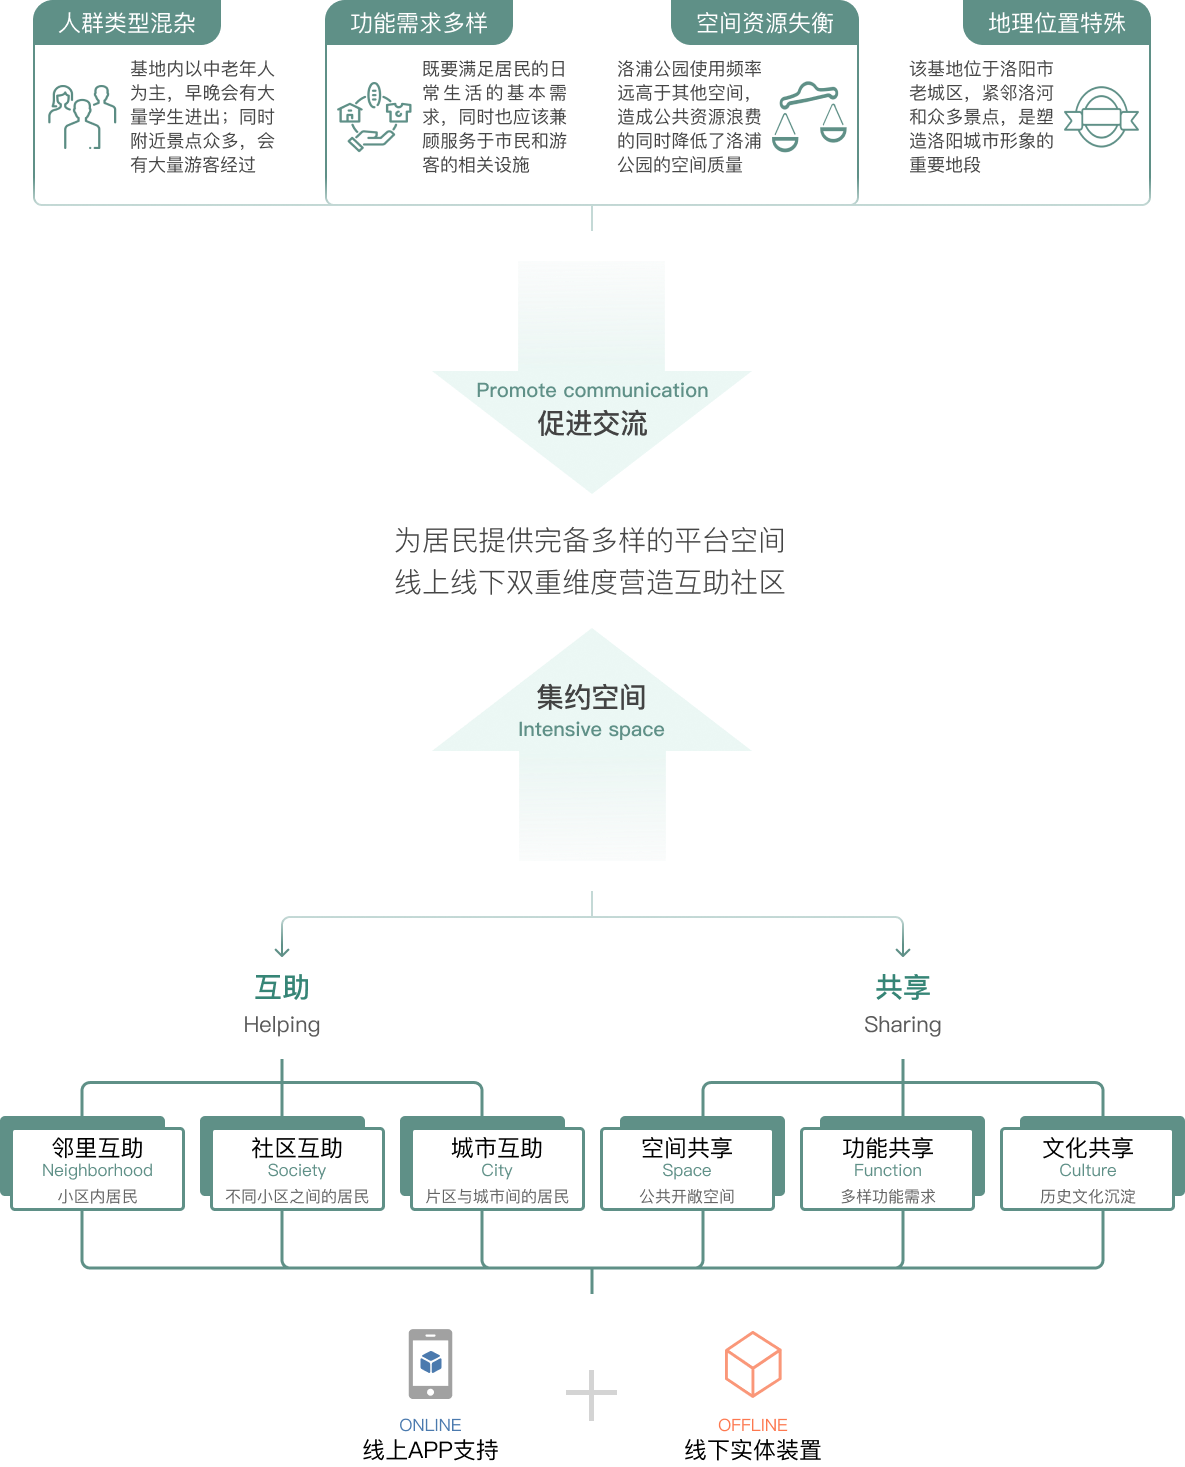 人群类型混杂
基地内以中老年人
为主，早晚会有大
量学生进出；同时
附近景点众多，会
有大量游客经过
功能需求多样
既要满足居民的日
常生活的基本需
求，同时也应该兼
顾服务于市民和游
客的相关设施
空间资源失衡
洛浦公园使用频率
远高于其他空间，
造成公共资源浪费
的同时降低了洛浦
公园的空间质量
地理位置特殊
该基地位于洛阳市
老城区，紧邻洛河
和众多景点，是塑
造洛阳城市形象的
重要地段
Promote communication
促进交流
为居民提供完备多样的平台空间
线上线下双重维度营造互助社区
集约空间
Intensive space
互助
Helping
共享
Sharing
邻里互助
Neighborhood
小区内居民
社区互助
Society
不同小区之间的居民
城市互助
City
片区与城市间的居民
空间共享
Space
公共开敞空间
功能共享
Function
多样功能需求
文化共享
Culture
历史文化沉淀
ONLINE
线上APP支持
OFFLINE
线下实体装置